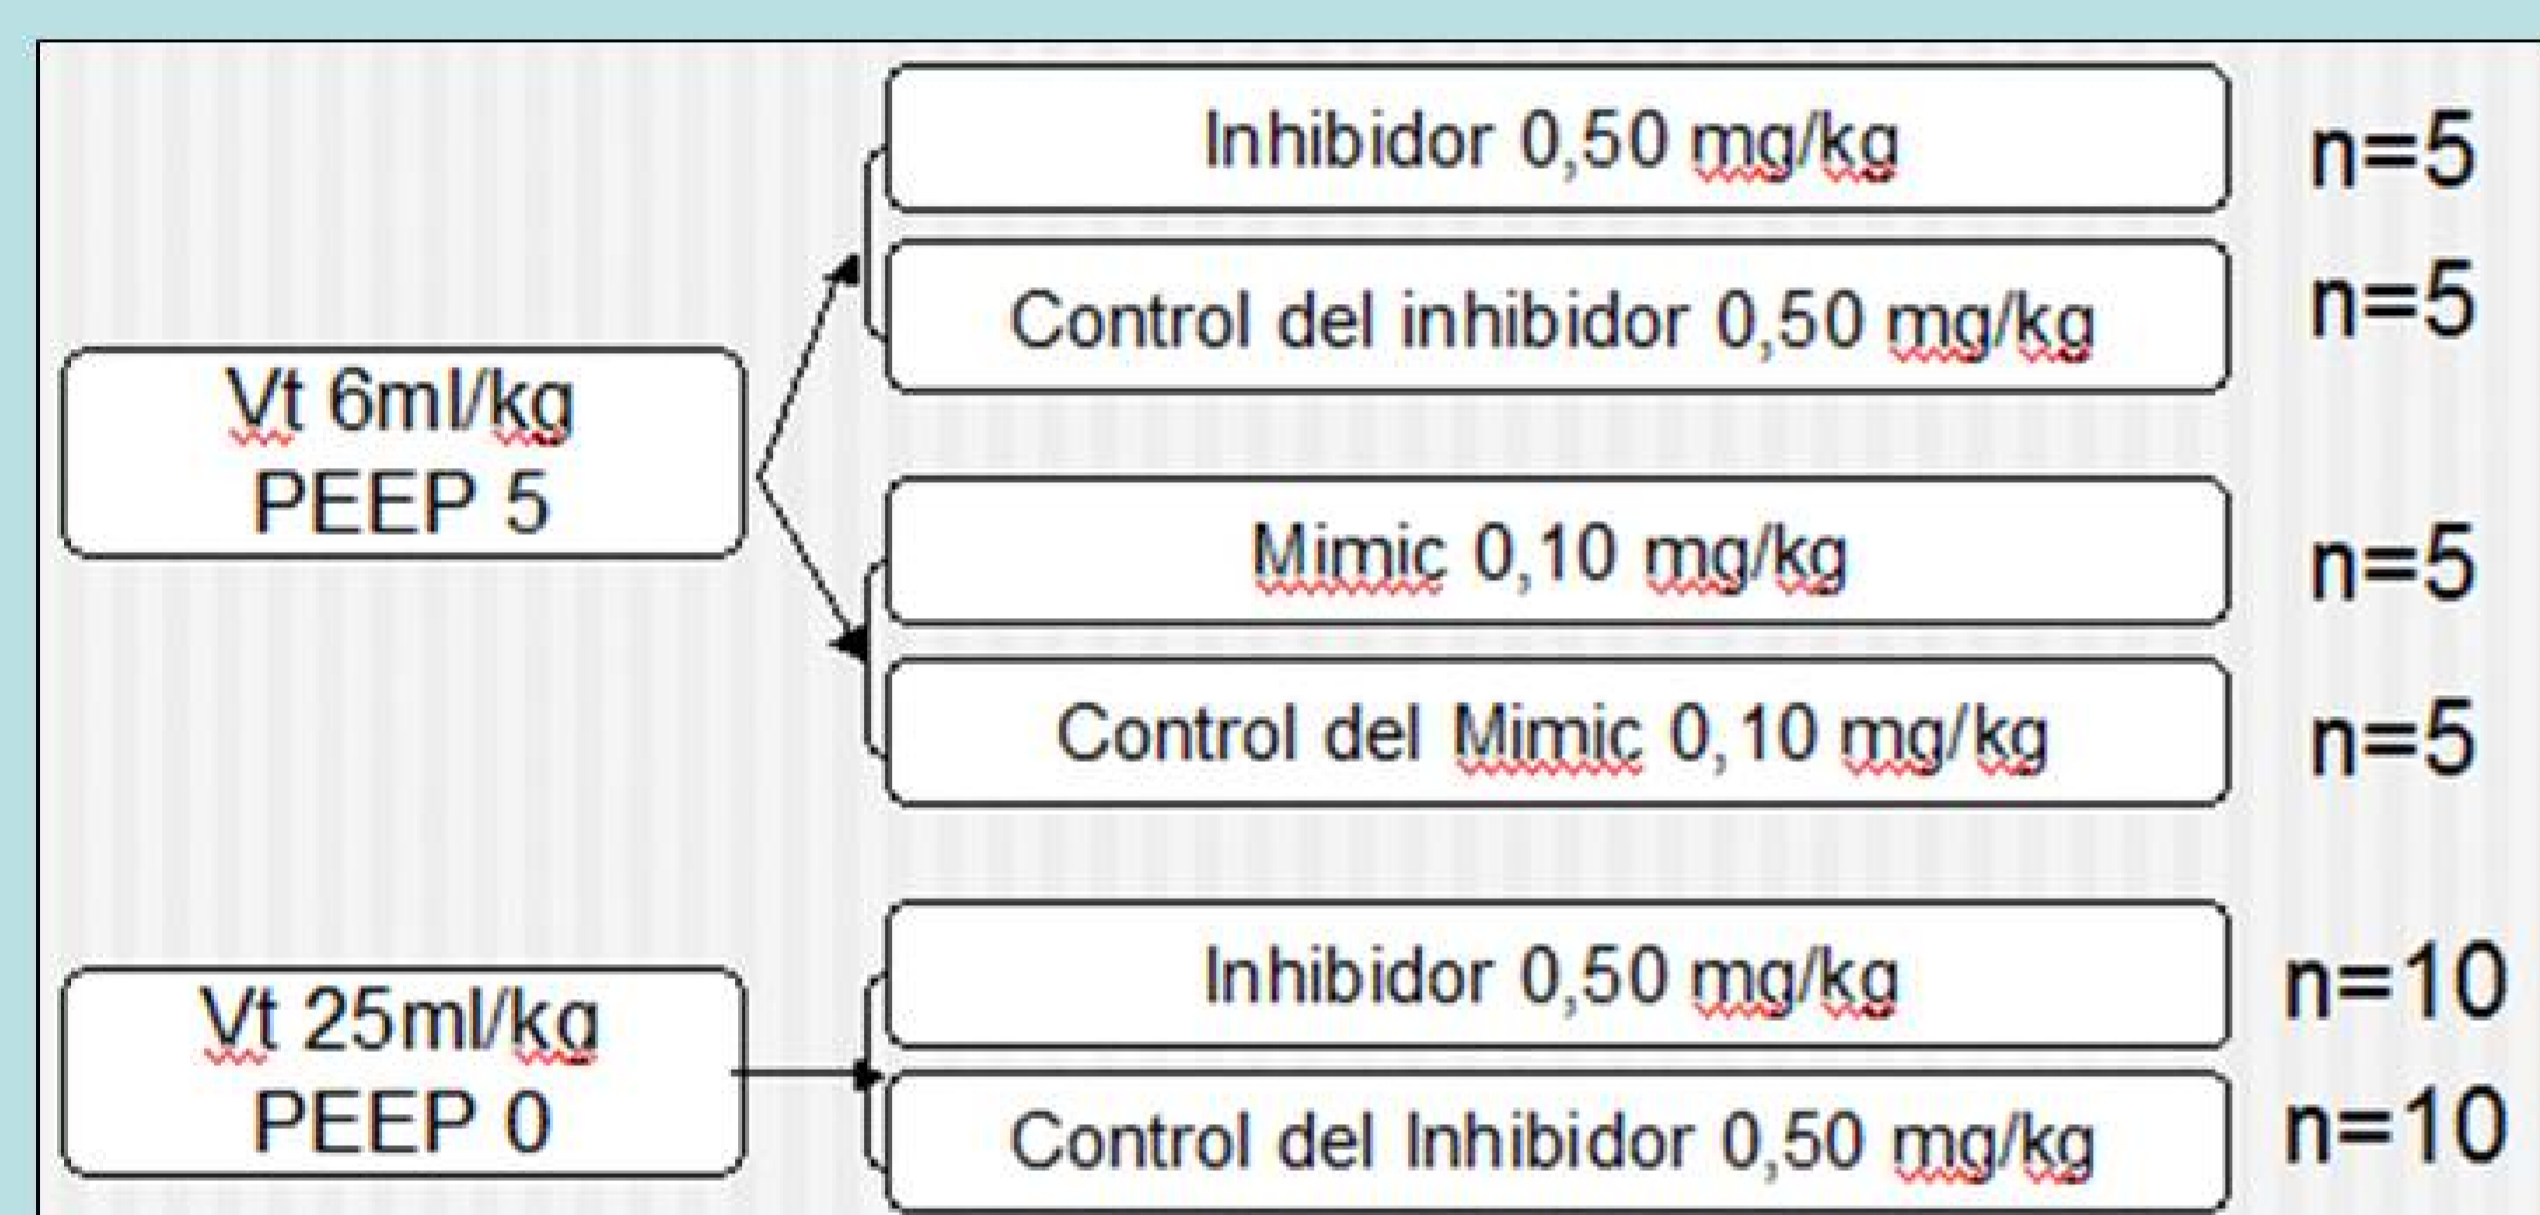 Inhibidor 0,50 mg/kg
n=5
Control del inhibidor 0,50 mg/kg
n=5
Vt 6ml/kg
PEEP 5
Mimic 0,10 mg/kg
n=5
Control del Mimic 0,10 mg/kg
n=5
Vt 25ml/kg
PEEP 0
Inhibidor 0,50 mg/kg
n=10
Control del Inhibidor 0,50 mg/kg
n=10